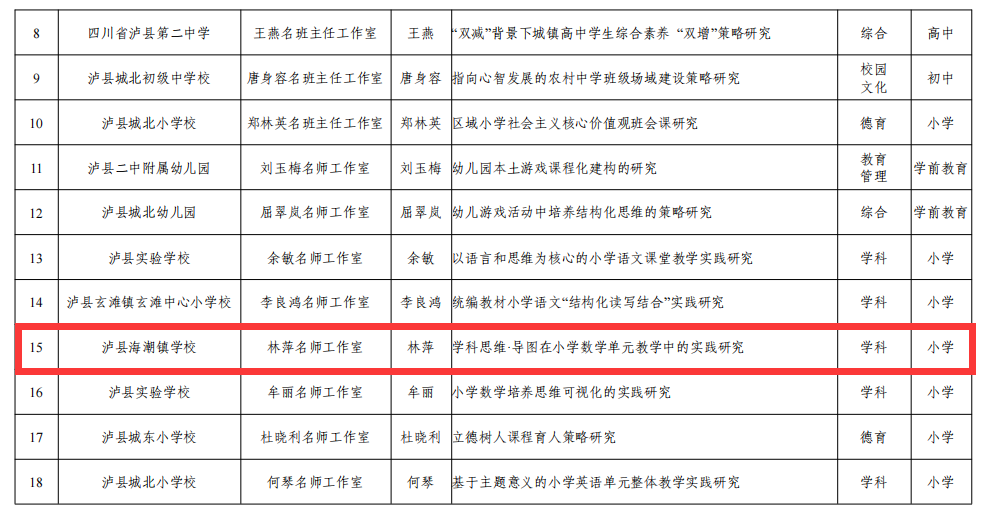 8 四川省泸县第二中学 王燕名班主任工作室 王燕 “双减”背景下城镇高中学生综合素养 “双增”策略研究 综合 高中
9 泸县城北初级中学校 唐身容名班主任工作室 唐身容 指向心智发展的农村中学班级场域建设策略研究 校园文化 初中
10 泸县城北小学校 郑林英名班主任工作室 郑林英 区域小学社会主义核心价值观班会课研究 德育 小学
11 泸县二中附属幼儿园 刘玉梅名师工作室 刘玉梅 幼儿园本土游戏课程化建构的研究 教育管理 学前教育
12 泸县城北幼儿园 屈翠岚名师工作室 屈翠岚 幼儿游戏活动中培养结构化思维的策略研究 综合 学前教育
13 泸县实验学校 余敏名师工作室 余敏 以语言和思维为核心的小学语文课堂教学实践研究 学科 小学
14 泸县玄滩镇玄滩中心小学校 李良鸿名师工作室 李良鸿 统编教材小学语文“结构化读写结合”实践研究 学科 小学
15 泸县海潮镇学校 林萍名师工作室 林萍 学科思维·导图在小学数学单元教学中的实践研究 学科 小学
16 泸县实验学校 牟丽名师工作室 牟丽 小学数学培养思维可视化的实践研究 学科 小学
17 泸县城东小学校 杜晓利名师工作室 杜晓利 立德树人课程育人策略研究 德育 小学
18 泸县城北小学校 何琴名师工作室 何琴 基于主题意义的小学英语单元整体教学实践研究 学科 小学